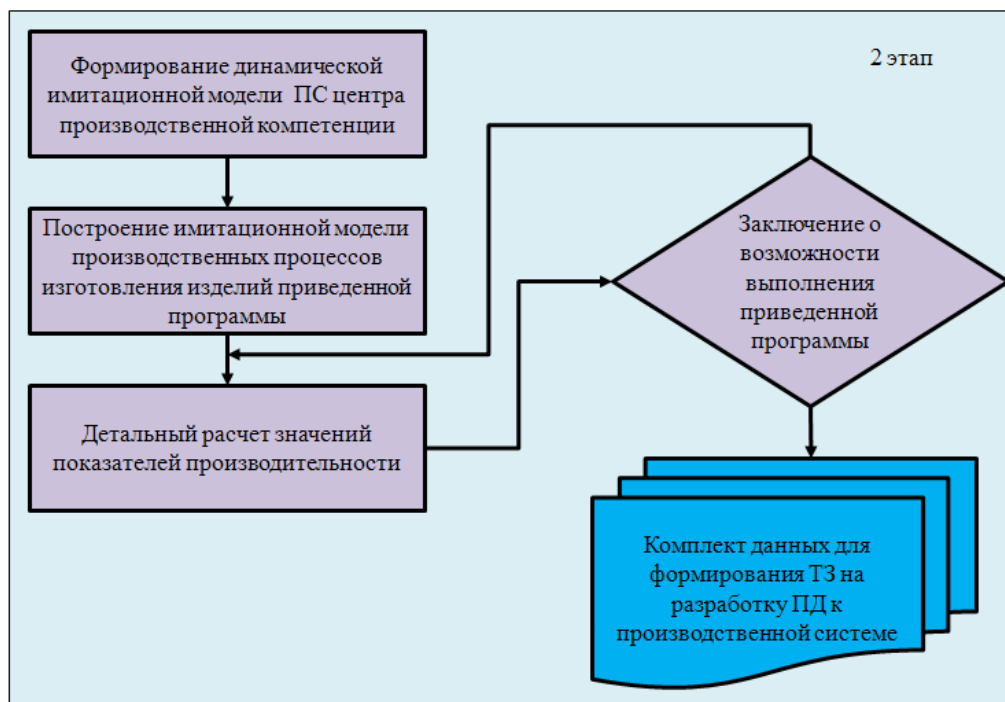 2 этап
Формирование динамической
имитационной модели ПС центра
производственной компетенции
Построение имитационной модели
производственных процессов
изготовления изделий приведенной
программы
Детальный расчет значений
показателей производительности
Заключение о
возможности
выполнения
приведенной
программы
Комплект данных для
формирования ТЗ на
разработку ПД к
производственной системе